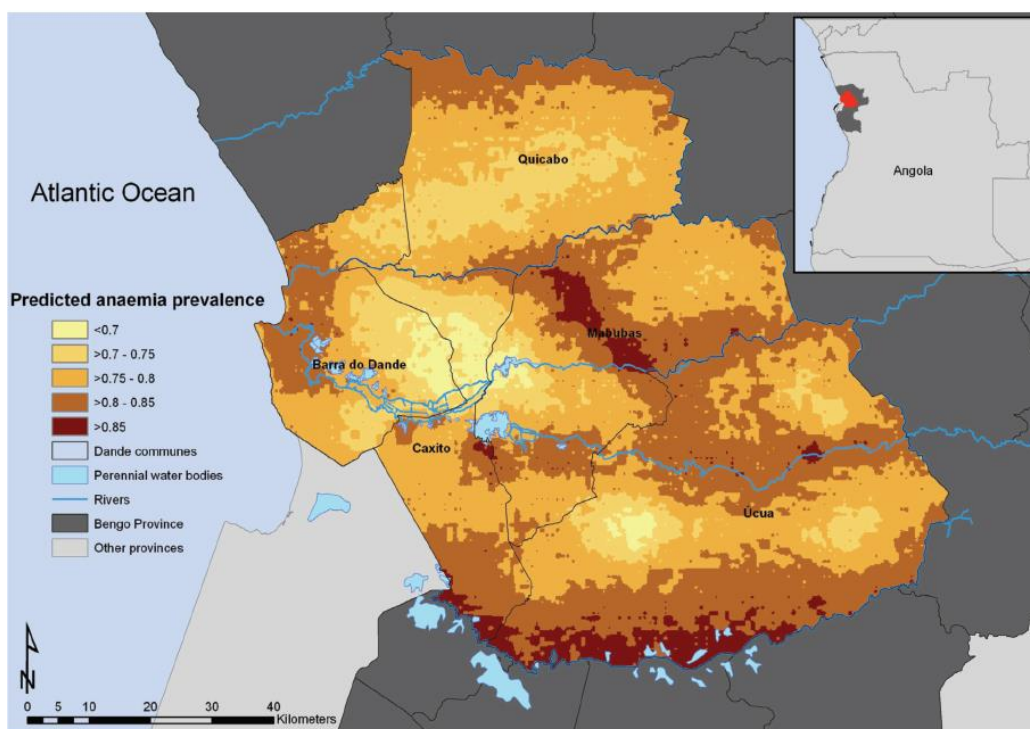 Quicabo
Angola
Atlantic Ocean
Predicted anaemia prevalence
<0.7
>0.7 - 0.75
>0.75 - 0.8
>0.8 - 0.85
>0.85
Dande communes
Perennial water bodies
Rivers
Bengo Province
Other provinces
Mabubas
Barra do Dande
Caxito
Úcua
N
0 5 10 20 30 40
Kilometers